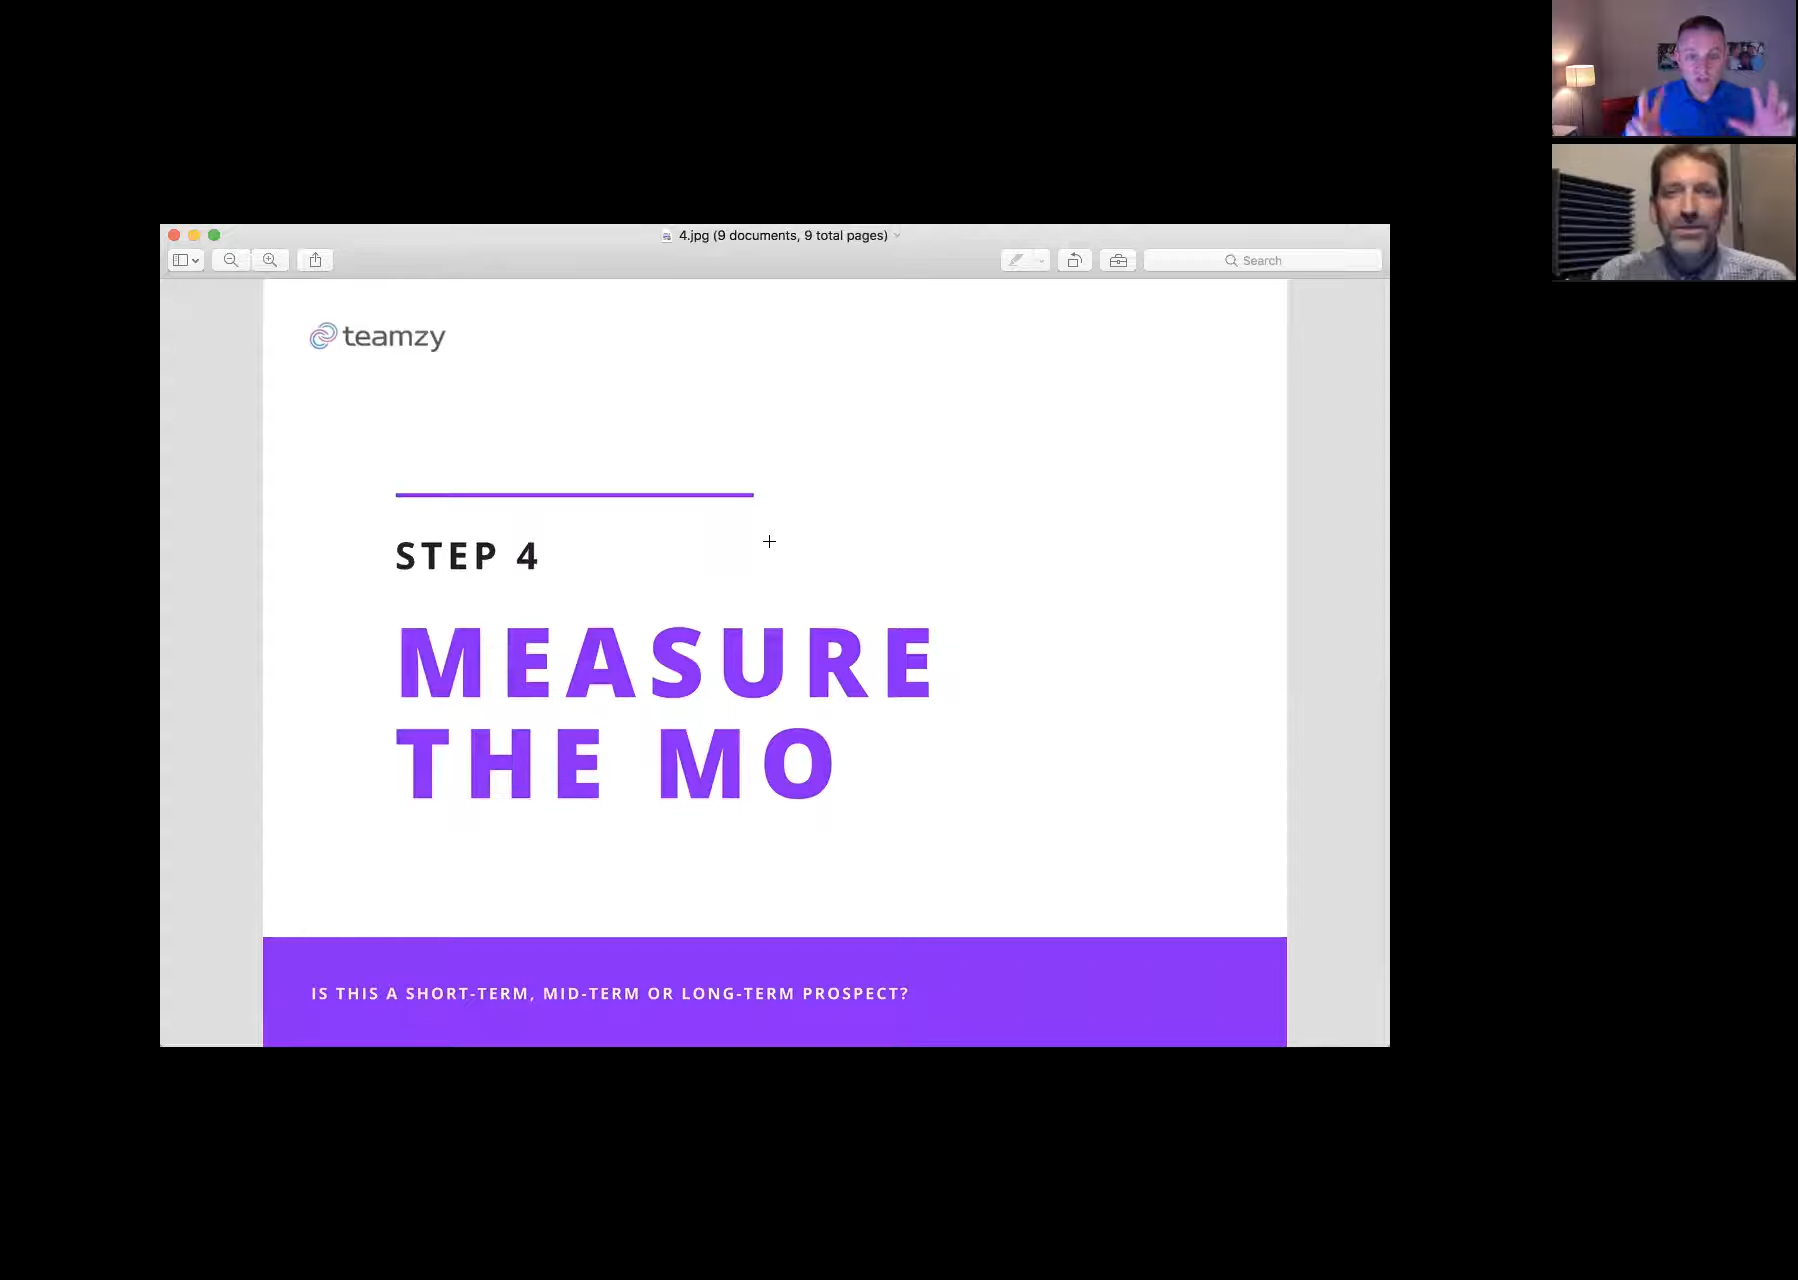 4.jpg (9 documents, 9 total pages)
Search
teamzy
STEP 4
MEASURE
THE MO
IS THIS A SHORT-TERM, MID-TERM OR LONG-TERM PROSPECT?